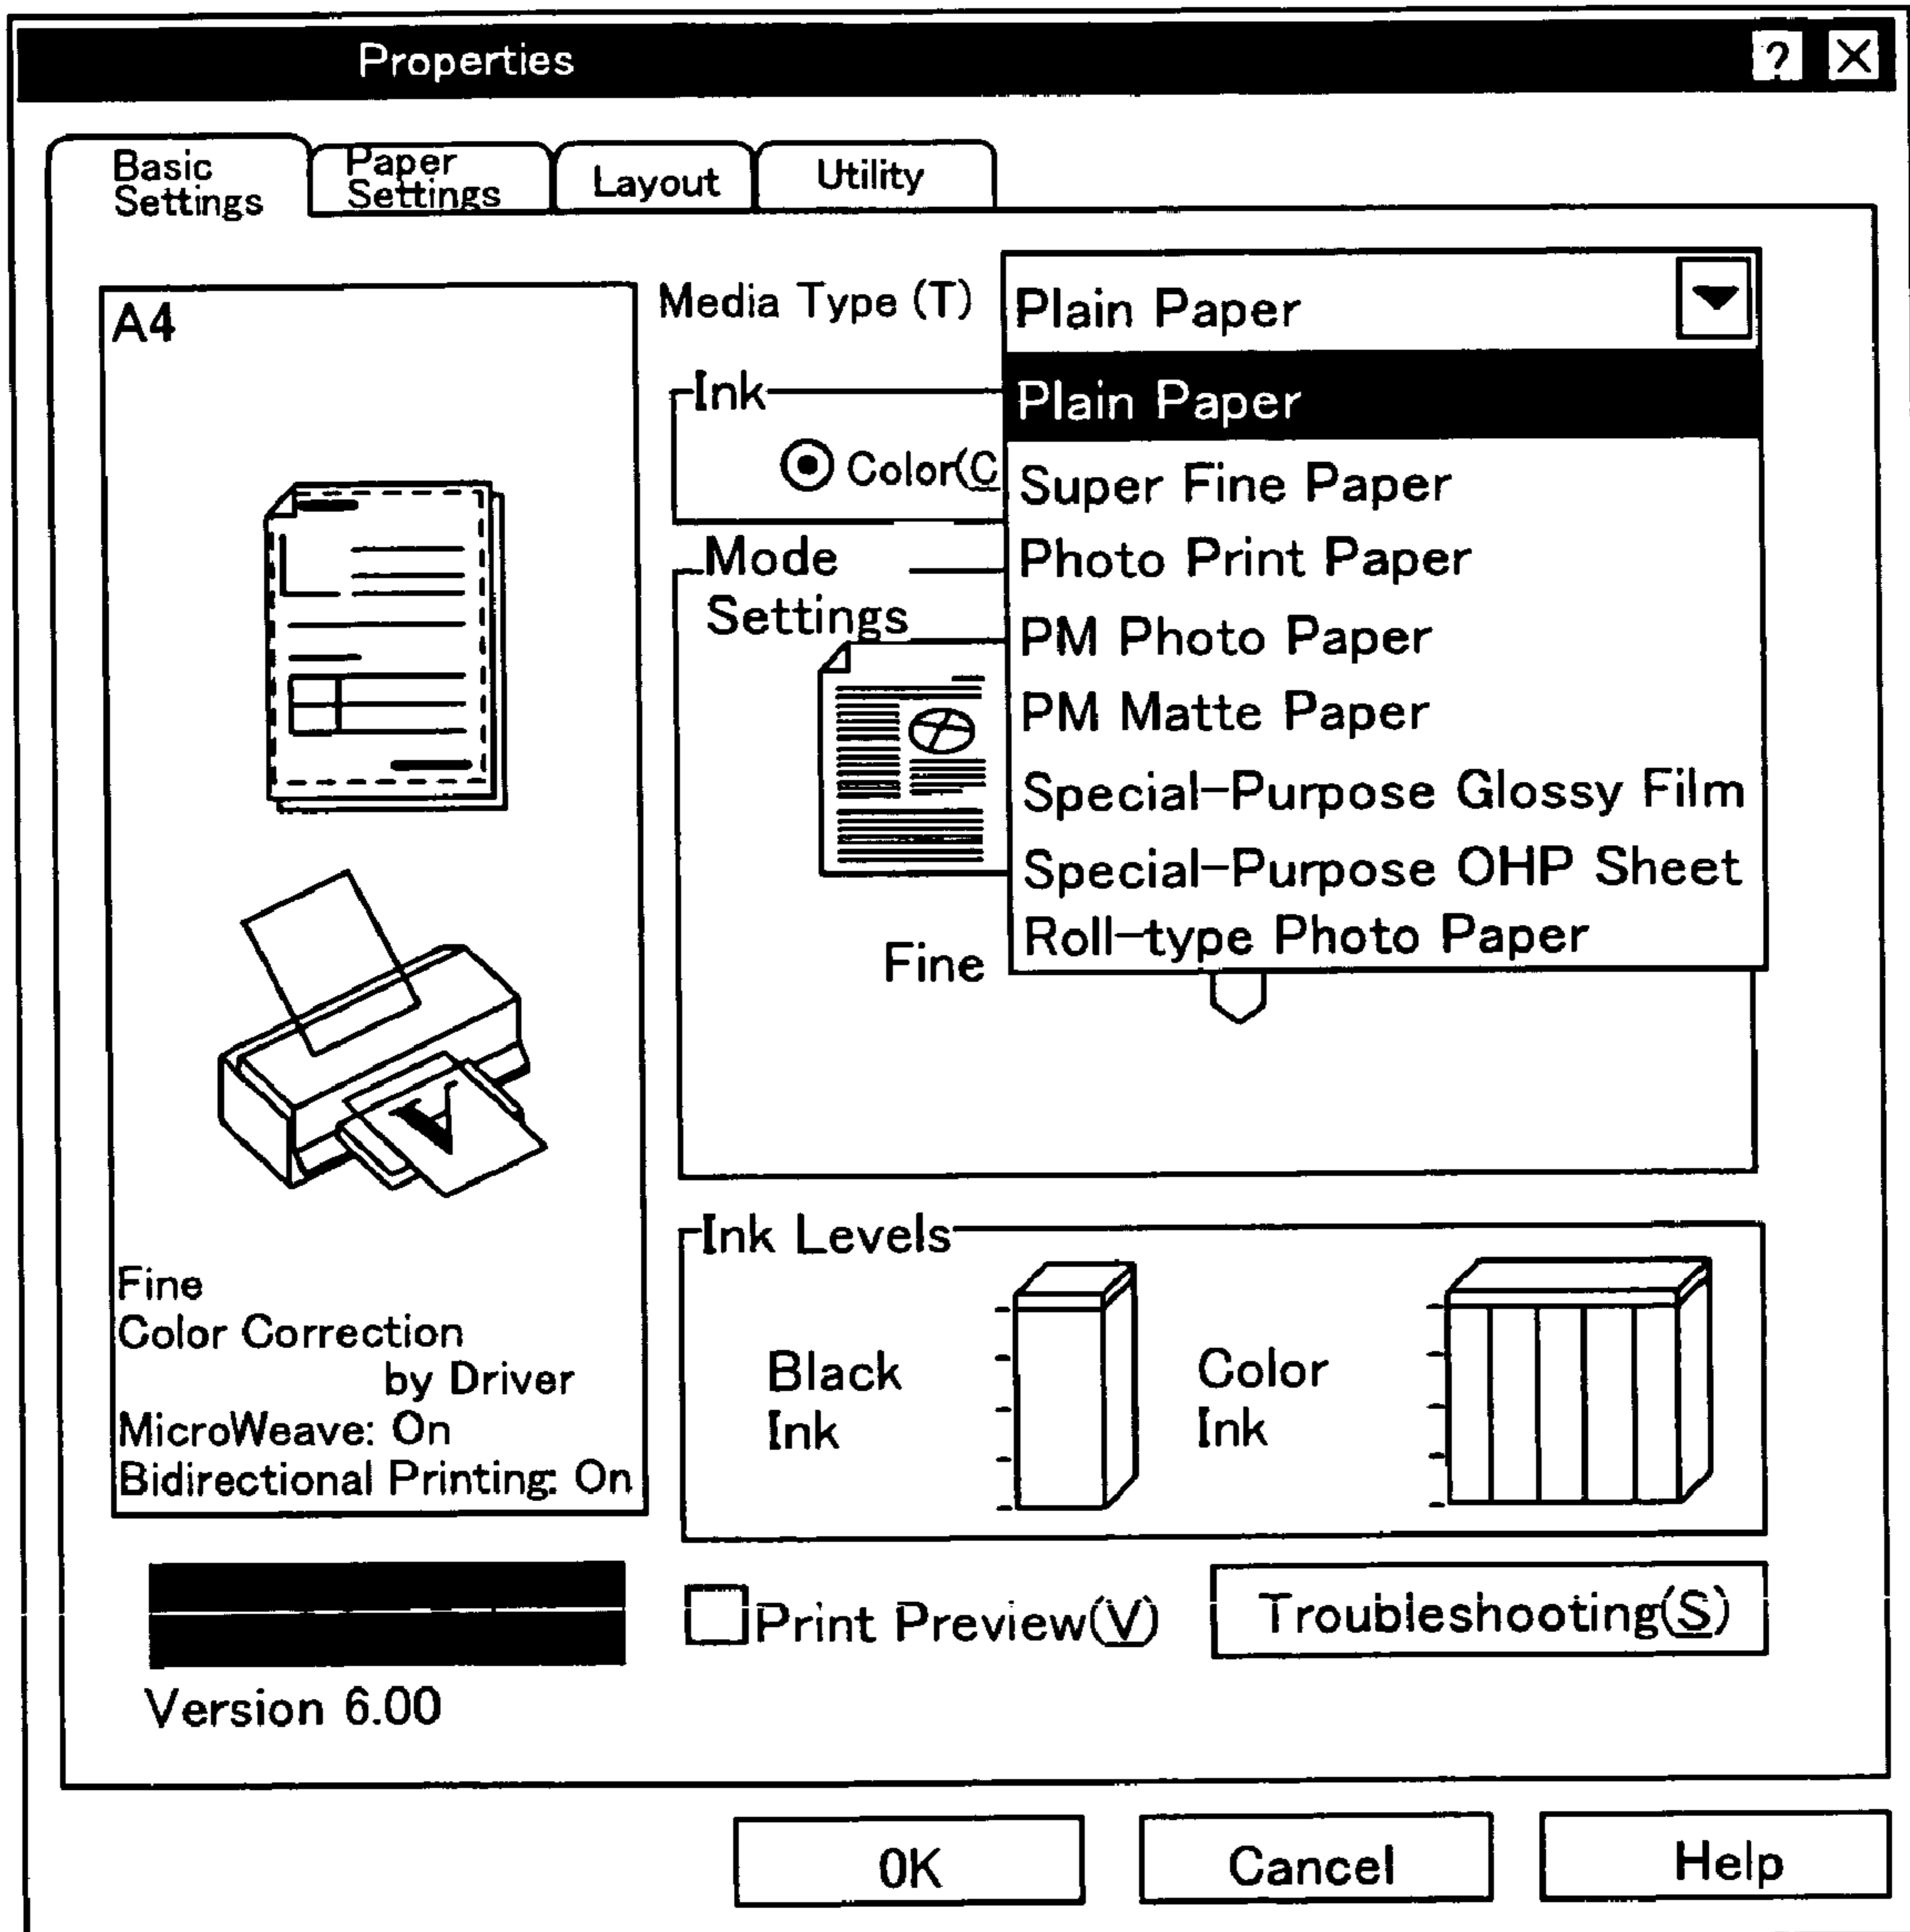 Properties
?
Basic
Settings
Paper
Settings
Layout
Utility
A4
Media Type (T)
Plain Paper
Plain Paper
Super Fine Paper
Photo Print Paper
PM Photo Paper
PM Matte Paper
Special-Purpose Glossy Film
Special-Purpose OHP Sheet
Roll-type Photo Paper
Ink
Color(C
Mode
Settings
Fine
A
Fine
Color Correction
by Driver
MicroWeave: On
Bidirectional Printing: On
Ink Levels
Black
Ink
Color
Ink
Print Preview(V)
Troubleshooting(S)
Version 6.00
OK
Cancel
Help